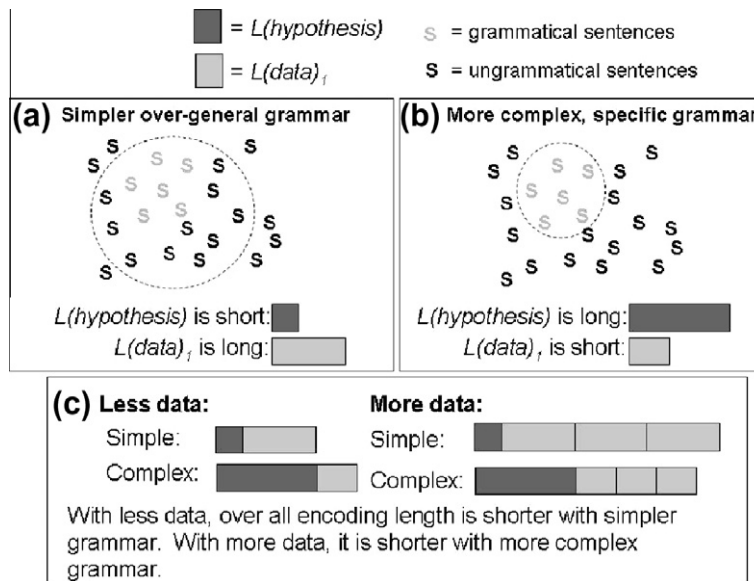 = L(hypothesis)
= L(data)₁
S = grammatical sentences
S = ungrammatical sentences
(a) Simpler over-general grammar
S S S S S S S S S S S S S S S S S S S S S S S S
L(hypothesis) is short:
L(data)₁ is long:
(b) More complex, specific grammar
S S S S S S S S S S S S S S S S S S S S S S S S
L(hypothesis) is long:
L(data)₁ is short:
(c) Less data:
Simple:
Complex:
More data:
Simple:
Complex:
With less data, over all encoding length is shorter with simpler
grammar. With more data, it is shorter with more complex
grammar.